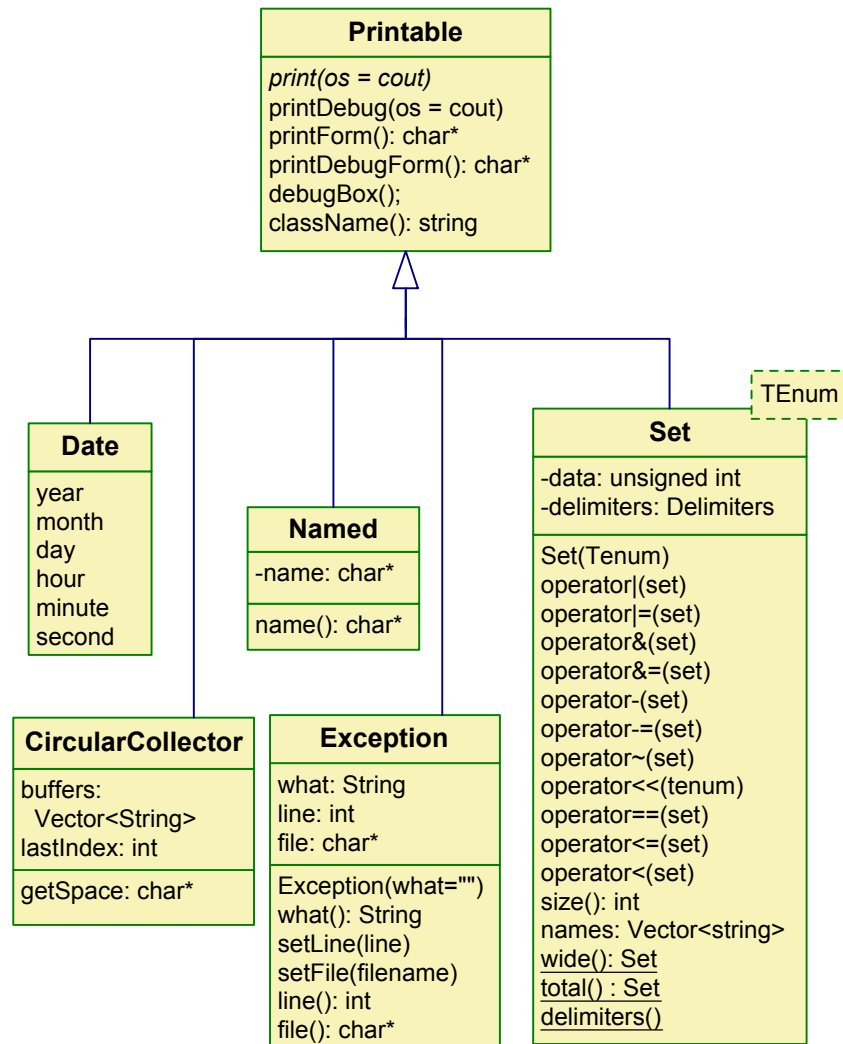 Printable
print(os = cout)
printDebug(os = cout)
printForm(): char*
printDebugForm(): char*
debugBox();
className(): string
Date
year
month
day
hour
minute
second
Named
-name: char*
name(): char*
TEnum
Set
-data: unsigned int
-delimiters: Delimiters
Set(Tenum)
operator|(set)
operator|=(set)
operator&(set)
operator&=(set)
operator-(set)
operator-=(set)
operator~(set)
operator<<(tenum)
operator==(set)
operator<=(set)
operator<(set)
size(): int
names: Vector<string>
wide(): Set
total() : Set
delimiters()
CircularCollector
buffers:
Vector<String>
lastIndex: int
getSpace: char*
Exception
what: String
line: int
file: char*
Exception(what="")
what(): String
setLine(line)
setFile(filename)
line(): int
file(): char*